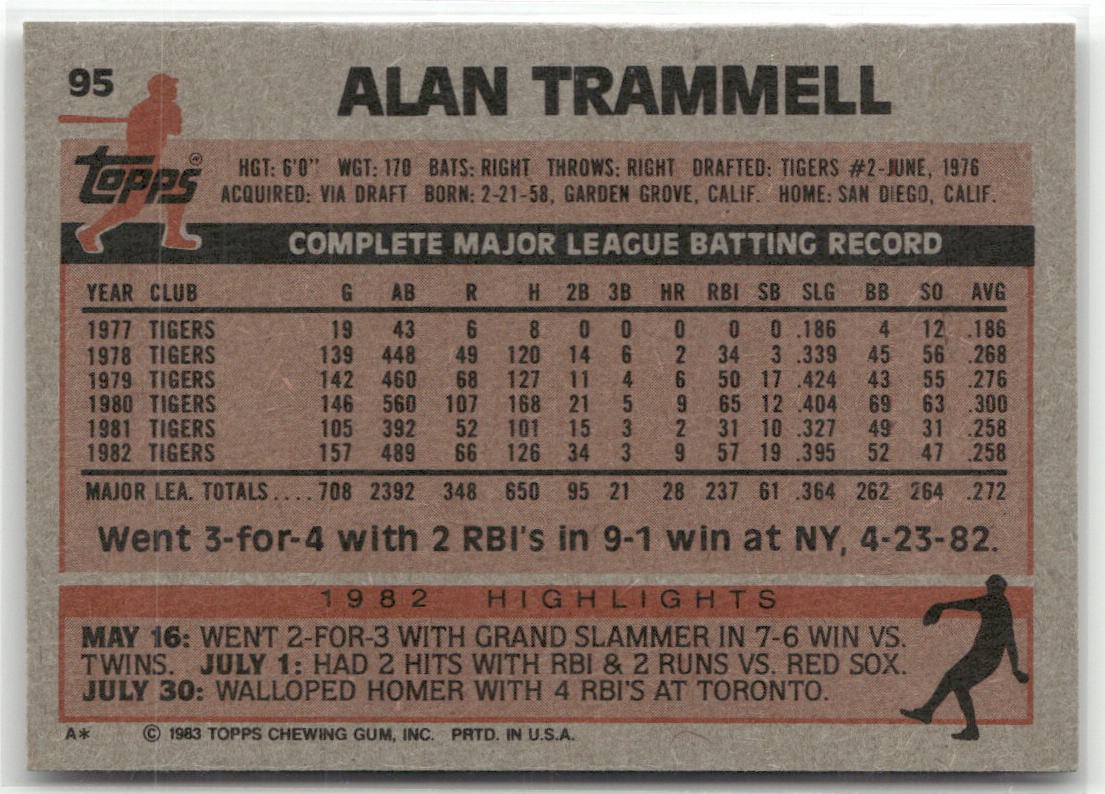 95
ALAN TRAMMELL
Topps®
HGT: 6'0" WGT: 170 BATS: RIGHT THROWS: RIGHT DRAFTED: TIGERS #2-JUNE, 1976
ACQUIRED: VIA DRAFT BORN: 2-21-58, GARDEN GROVE, CALIF. HOME: SAN DIEGO, CALIF.
COMPLETE MAJOR LEAGUE BATTING RECORD
YEAR CLUB G AB R H 2B 3B HR RBI SB SLG BB SO AVG
1977 TIGERS 19 43 6 8 0 0 0 0 0 .186 4 12 .186
1978 TIGERS 139 448 49 120 14 6 2 34 3 .339 45 56 .268
1979 TIGERS 142 460 68 127 11 4 6 50 17 .424 43 55 .276
1980 TIGERS 146 560 107 168 21 5 9 65 12 .404 69 63 .300
1981 TIGERS 105 392 52 101 15 3 2 31 10 .327 49 31 .258
1982 TIGERS 157 489 66 126 34 3 9 57 19 .395 52 47 .258
MAJOR LEA. TOTALS....708 2392 348 650 95 21 28 237 61 .364 262 264 .272
Went 3-for-4 with 2 RBI's in 9-1 win at NY, 4-23-82.
1982 HIGHLIGHTS
MAY 16: WENT 2-FOR-3 WITH GRAND SLAMMER IN 7-6 WIN VS.
TWINS. JULY 1: HAD 2 HITS WITH RBI & 2 RUNS VS. RED SOX.
JULY 30: WALLOPED HOMER WITH 4 RBI'S AT TORONTO.
A* © 1983 TOPPS CHEWING GUM, INC. PRTD. IN U.S.A.